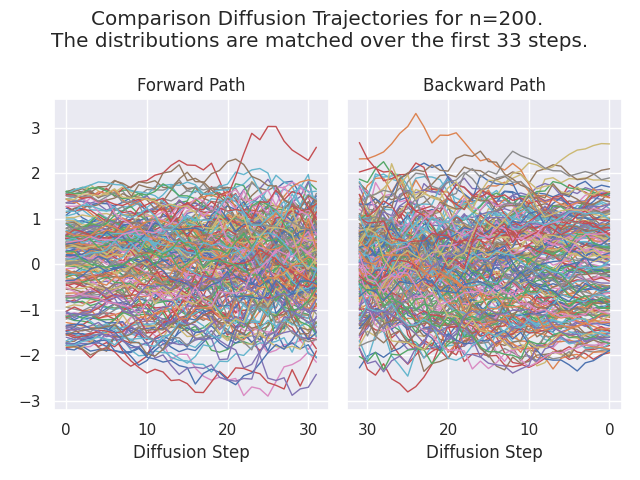 Comparison Diffusion Trajectories for n=200.
The distributions are matched over the first 33 steps.
Forward Path
Backward Path
3
2
1
0
−1
−2
−3
0 10 20 30
30 20 10 0
Diffusion Step
Diffusion Step